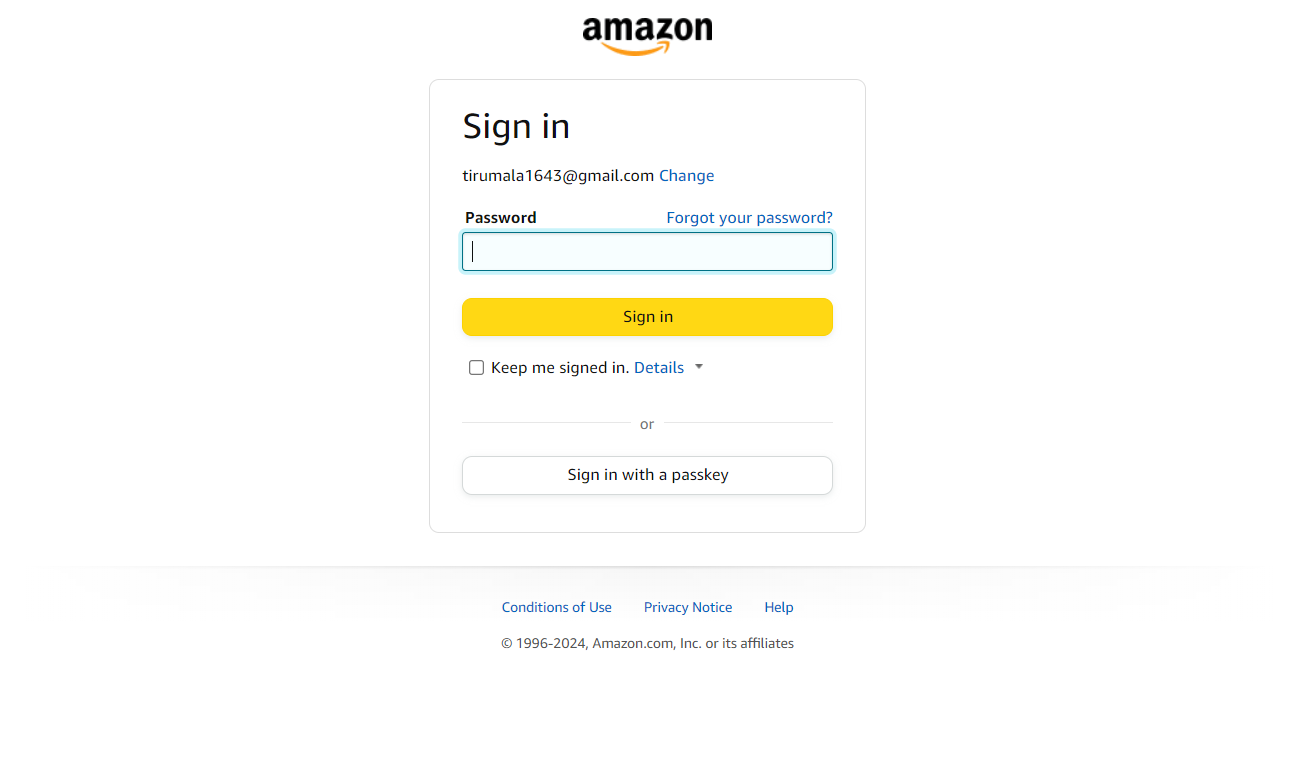 amazon
Sign in
tirumala1643@gmail.com Change
Password Forgot your password?
Sign in
Keep me signed in. Details
or
Sign in with a passkey
Conditions of Use Privacy Notice Help
© 1996-2024, Amazon.com, Inc. or its affiliates